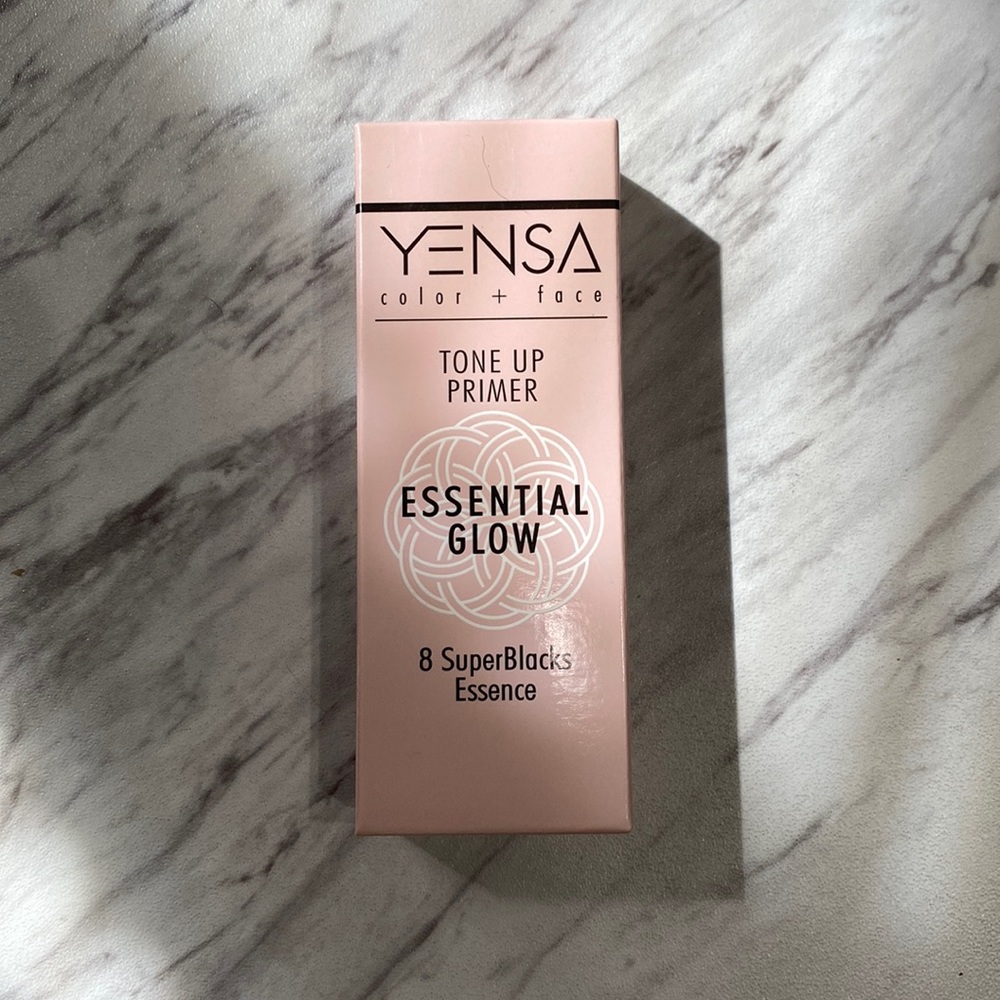 YENSA
color + face
TONE UP
PRIMER
ESSENTIAL
GLOW
8 SuperBlacks
Essence